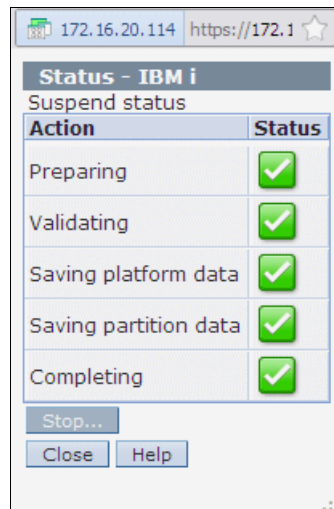 172.16.20.114 https://172.1
Status - IBM i
Suspend status
Action Status
Preparing
Validating
Saving platform data
Saving partition data
Completing
Stop...
Close Help